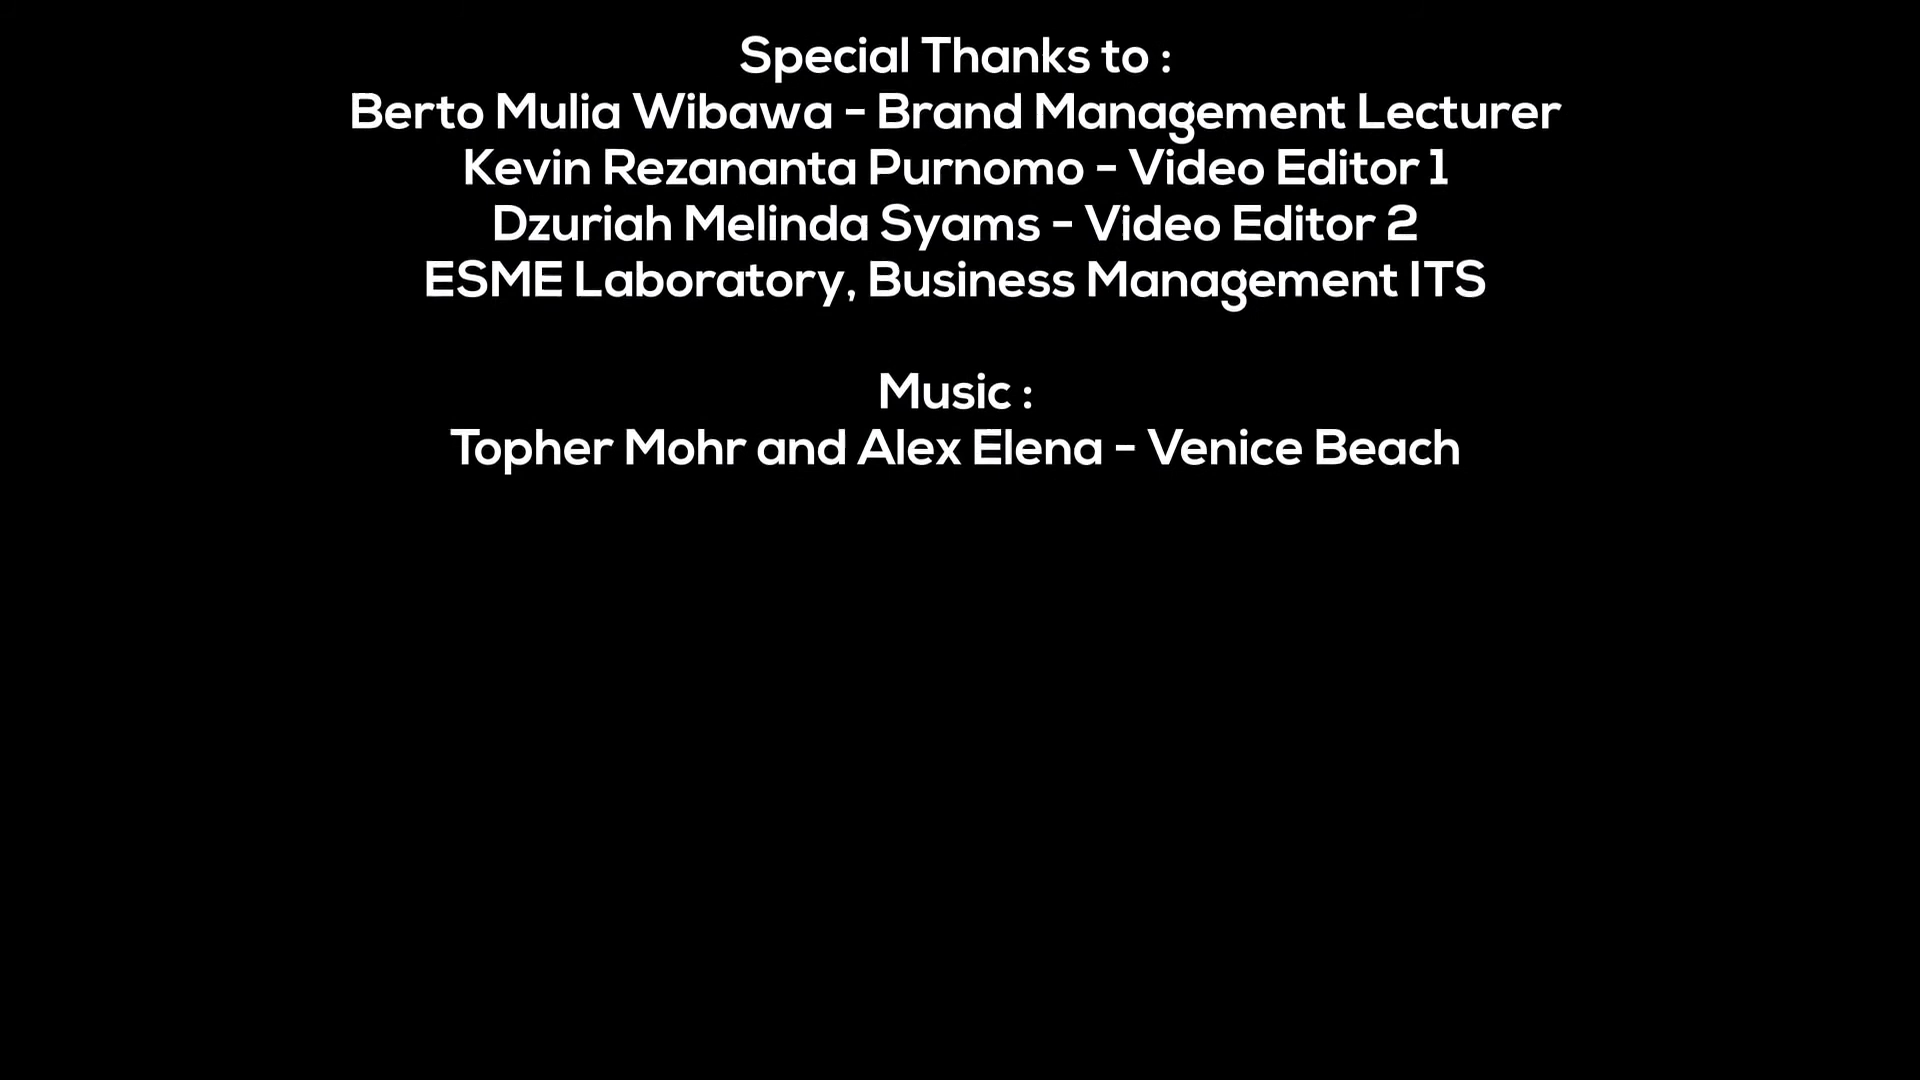 Special Thanks to :
Berto Mulia Wibawa - Brand Management Lecturer
Kevin Rezananta Purnomo - Video Editor 1
Dzuriah Melinda Syams - Video Editor 2
ESME Laboratory, Business Management ITS
Music :
Topher Mohr and Alex Elena - Venice Beach